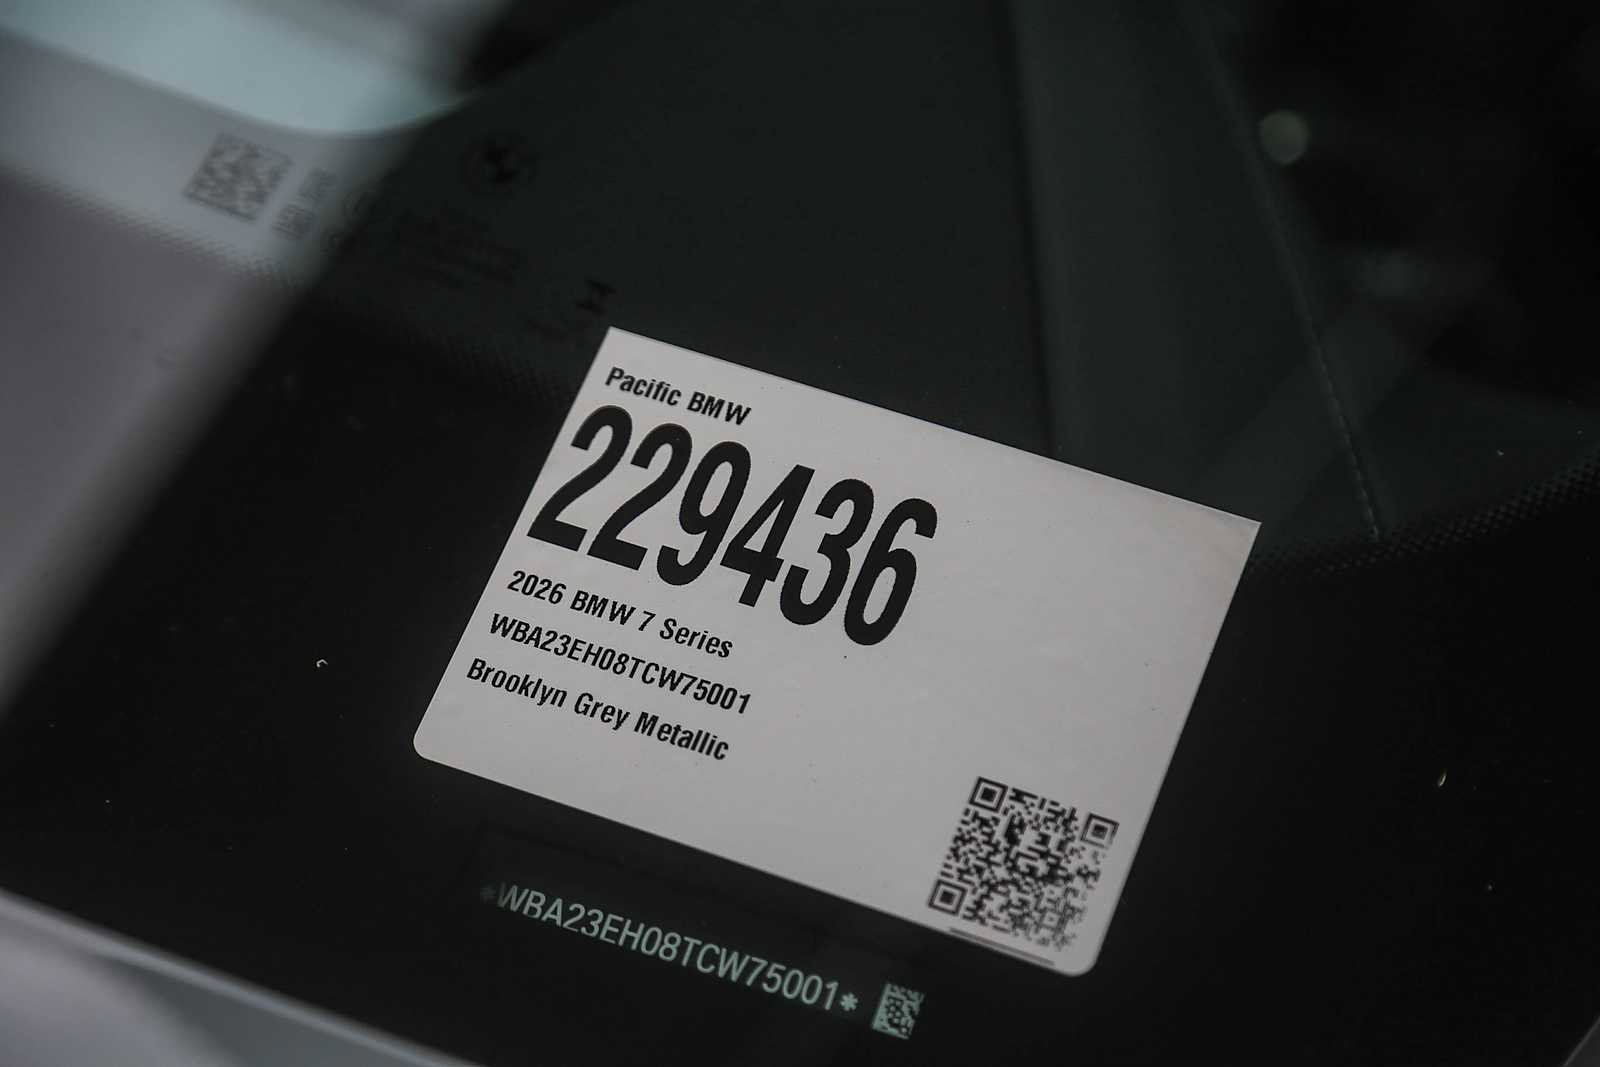 Pacific BMW
229436
2026 BMW 7 Series
WBA23EH08TCW75001
Brooklyn Grey Metallic
*WBA23EH08TCW75001*